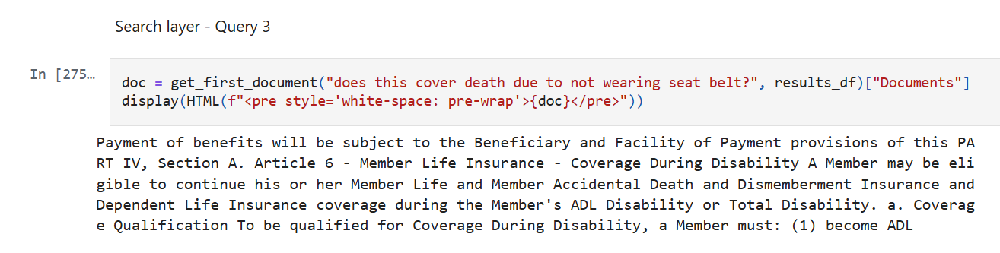 Search layer - Query 3
In [275…
doc = get_first_document("does this cover death due to not wearing seat belt?", results_df)["Documents"]
display(HTML(f"<pre style='white-space: pre-wrap'>{doc}</pre>"))
Payment of benefits will be subject to the Beneficiary and Facility of Payment provisions of this PA
RT IV, Section A. Article 6 - Member Life Insurance - Coverage During Disability A Member may be eli
gible to continue his or her Member Life and Member Accidental Death and Dismemberment Insurance and
Dependent Life Insurance coverage during the Member's ADL Disability or Total Disability. a. Coverag
e Qualification To be qualified for Coverage During Disability, a Member must: (1) become ADL